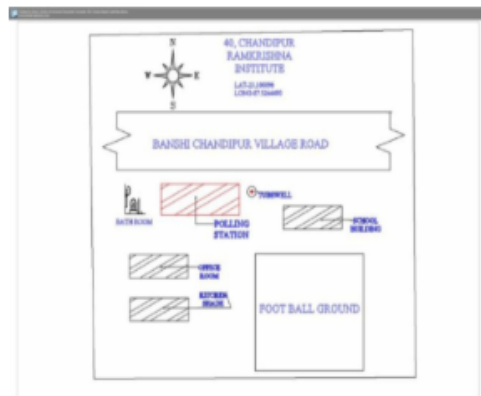 N
W
E
S
40, CHANDIPUR
RAMKRISHNA
INSTITUTE
BANSHI CHANDIPUR VILLAGE ROAD
BATH ROOM
TUBEWELL
POLLING
STATION
SCHOOL
BUILDING
OFFICE
ROOM
KITCHEN
SHADE
FOOT BALL GROUND